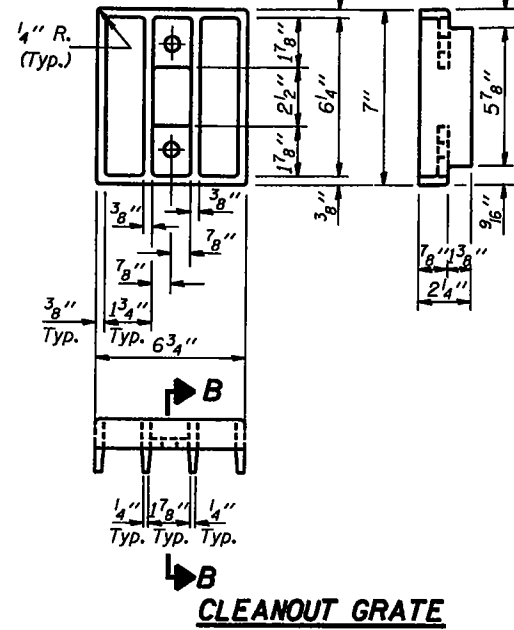 1/4" R.
(Typ.)
1 7/8"
2 1/2"
1 7/8"
6 1/4"
3/8"
7"
5 7/8"
9/16"
3/8"
3/8"
7/8"
7/8"
7/8"
1 3/8"
2 1/4"
3/8"
Typ.
1 3/4"
Typ.
6 3/4"
B
1/4"
Typ.
1 7/8"
Typ.
1/4"
Typ.
B
CLEANOUT GRATE